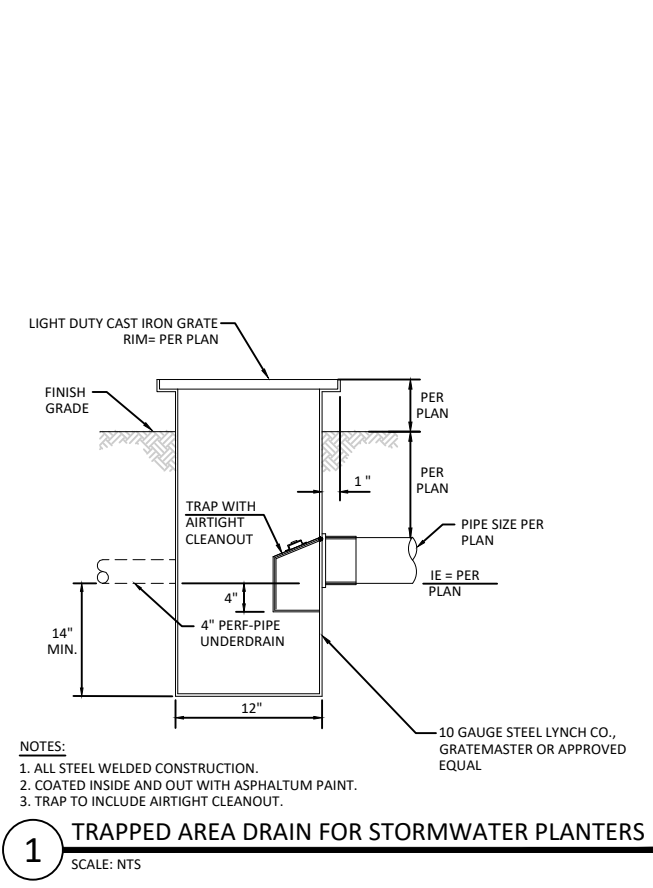 LIGHT DUTY CAST IRON GRATE
RIM= PER PLAN
FINISH
GRADE
PER
PLAN
PER
PLAN
1 "
TRAP WITH
AIRTIGHT
CLEANOUT
PIPE SIZE PER
PLAN
IE = PER
PLAN
4"
4" PERF-PIPE
UNDERDRAIN
14"
MIN.
12"
10 GAUGE STEEL LYNCH CO.,
GRATEMASTER OR APPROVED
EQUAL
NOTES:
1. ALL STEEL WELDED CONSTRUCTION.
2. COATED INSIDE AND OUT WITH ASPHALTUM PAINT.
3. TRAP TO INCLUDE AIRTIGHT CLEANOUT.
1
TRAPPED AREA DRAIN FOR STORMWATER PLANTERS
SCALE: NTS